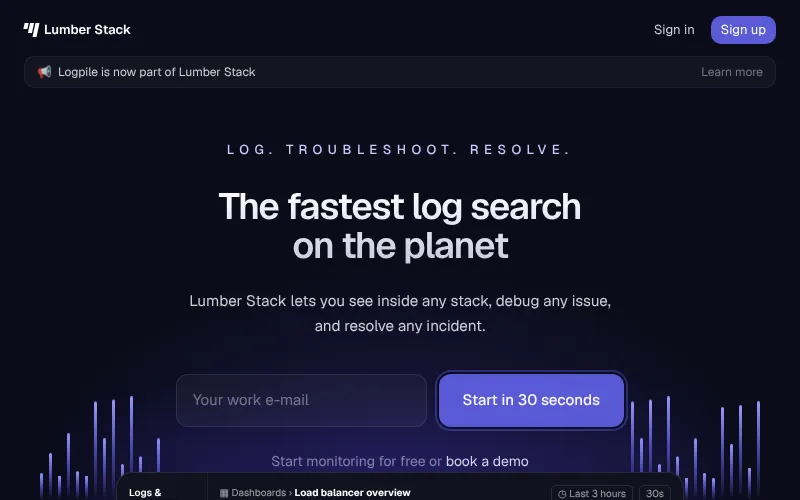 Lumber Stack
Sign in
Sign up
Logpile is now part of Lumber Stack
Learn more
LOG. TROUBLESHOOT. RESOLVE.
The fastest log search
on the planet
Lumber Stack lets you see inside any stack, debug any issue,
and resolve any incident.
Your work e-mail
Start in 30 seconds
Start monitoring for free or book a demo
Logs &
Dashboards › Load balancer overview
Last 3 hours
30s